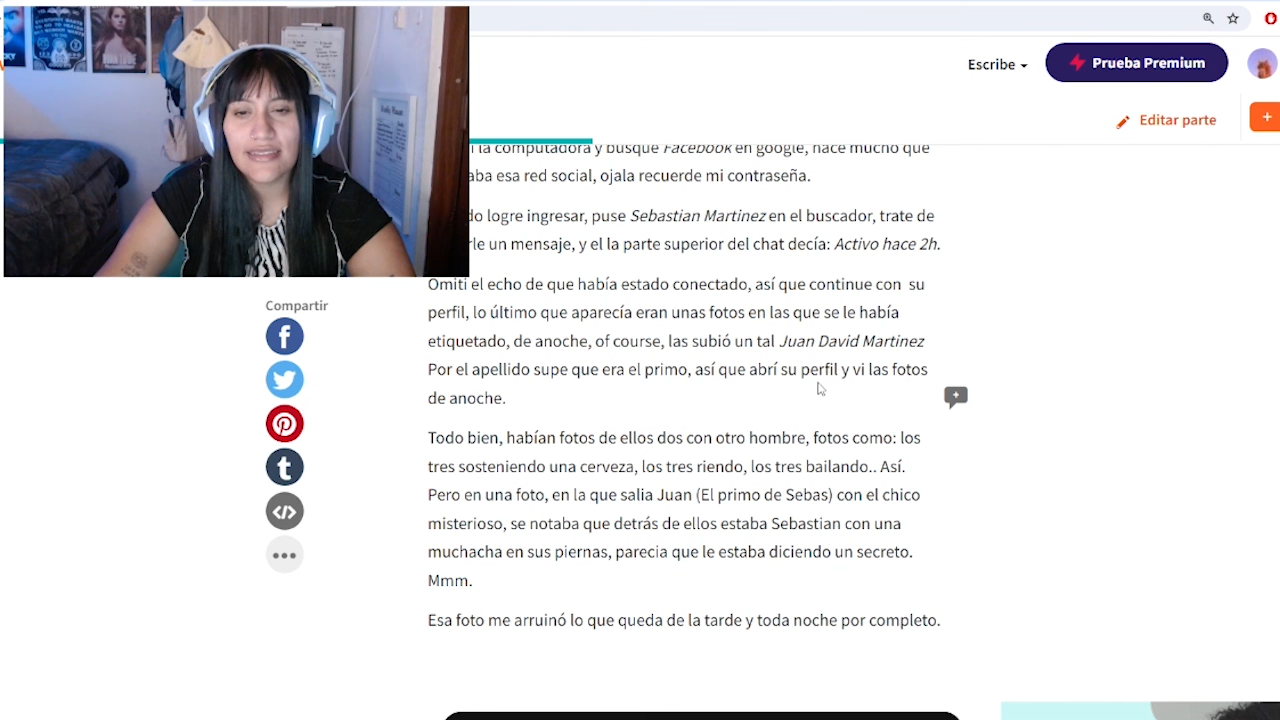 Escribe
Prueba Premium
Editar parte
la computadora y busque Facebook en google, hace mucho que
aba esa red social, ojala recuerde mi contraseña.
do logre ingresar, puse Sebastian Martinez en el buscador, trate de
rle un mensaje, y el la parte superior del chat decía: Activo hace 2h.
Omiti el echo de que había estado conectado, así que continue con su
perfil, lo último que aparecía eran unas fotos en las que se le había
etiquetado, de anoche, of course, las subió un tal Juan David Martinez
Por el apellido supe que era el primo, así que abrí su perfil y vi las fotos
de anoche.
Todo bien, habían fotos de ellos dos con otro hombre, fotos como: los
tres sosteniendo una cerveza, los tres riendo, los tres bailando.. Así.
Pero en una foto, en la que salia Juan (El primo de Sebas) con el chico
misterioso, se notaba que detrás de ellos estaba Sebastian con una
muchacha en sus piernas, parecia que le estaba diciendo un secreto.
Mmm.
Esa foto me arruinó lo que queda de la tarde y toda noche por completo.
Compartir